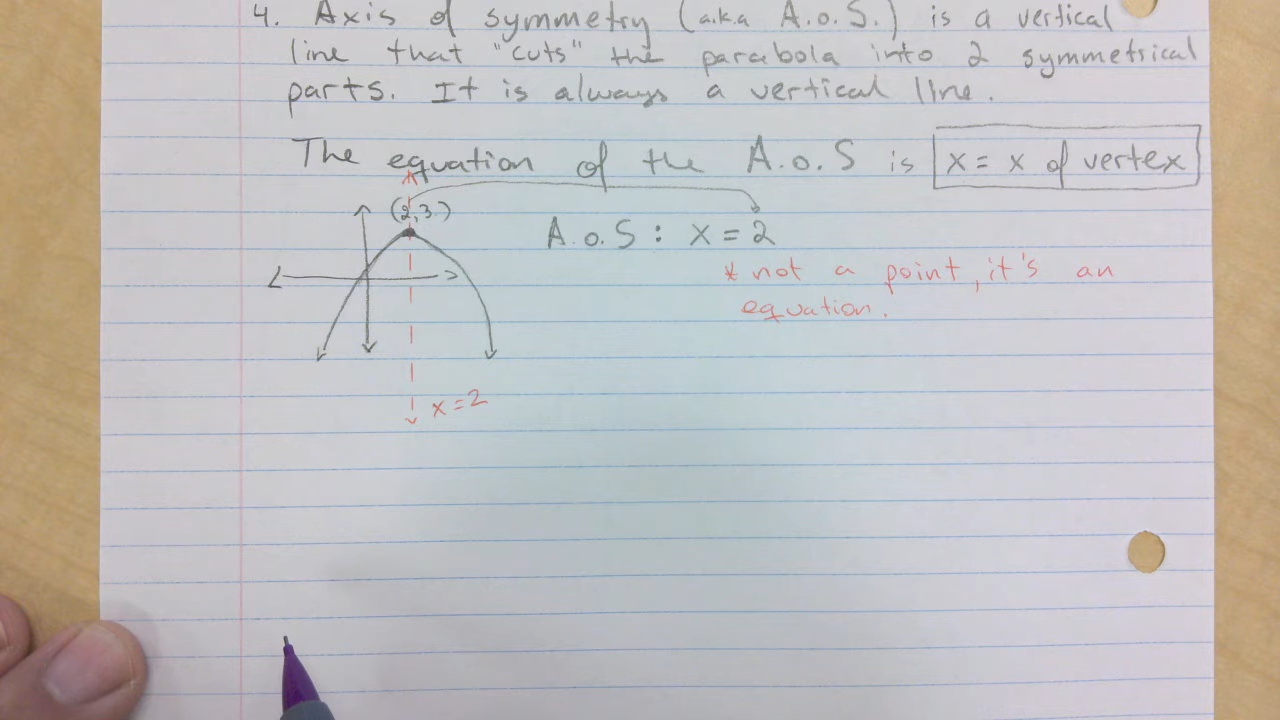 4. Axis of symmetry (a.k.a A.o.S.) is a vertical
line that "cuts" the parabola into 2 symmetrical
parts. It is always a vertical line.
The equation of the A.o.S is x = x of vertex
(2,3)
A.o.S : x = 2
* not a point, it's an
equation.
x = 2